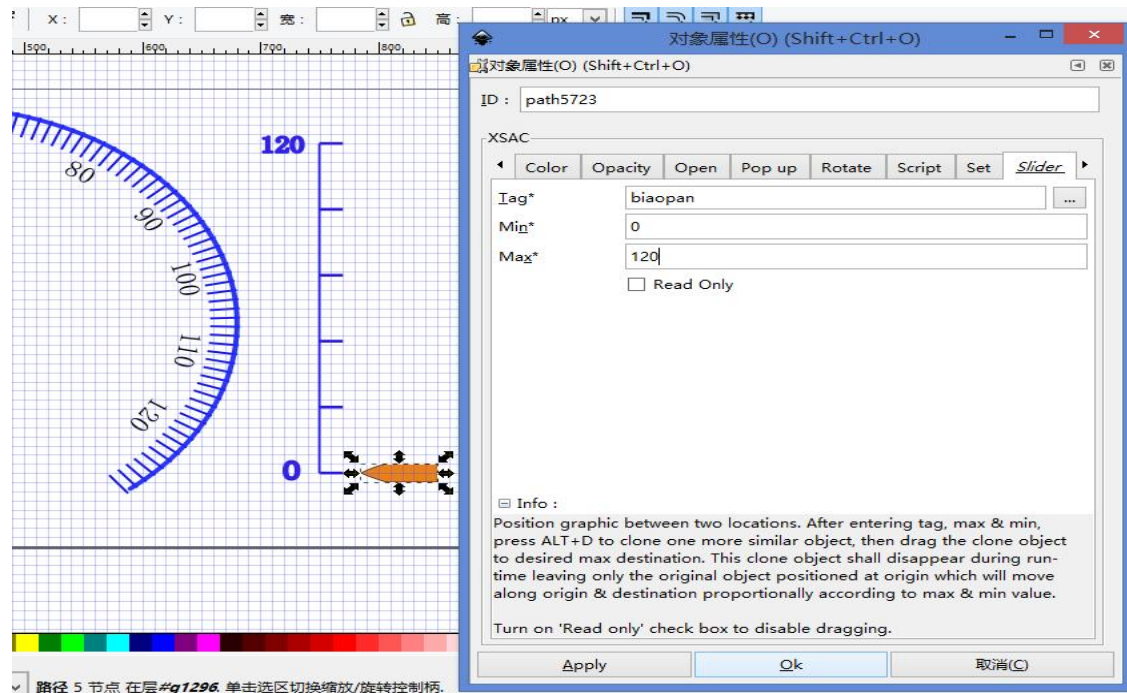 X： Y： 宽： 高： px
500 600 700 800
对象属性(O) (Shift+Ctrl+O)
对象属性(O) (Shift+Ctrl+O)
ID： path5723
XSAC
Color Opacity Open Pop up Rotate Script Set Slider
Tag* biaopan ...
Min* 0
Max* 120
Read Only
120
80
90
100
110
120
0
Info：
Position graphic between two locations. After entering tag, max & min,
press ALT+D to clone one more similar object, then drag the clone object
to desired max destination. This clone object shall disappear during run-
time leaving only the original object positioned at origin which will move
along origin & destination proportionally according to max & min value.
Turn on 'Read only' check box to disable dragging.
Apply Ok 取消(C)
路径 5 节点 在层#g1296. 单击选区切换缩放/旋转控制柄.